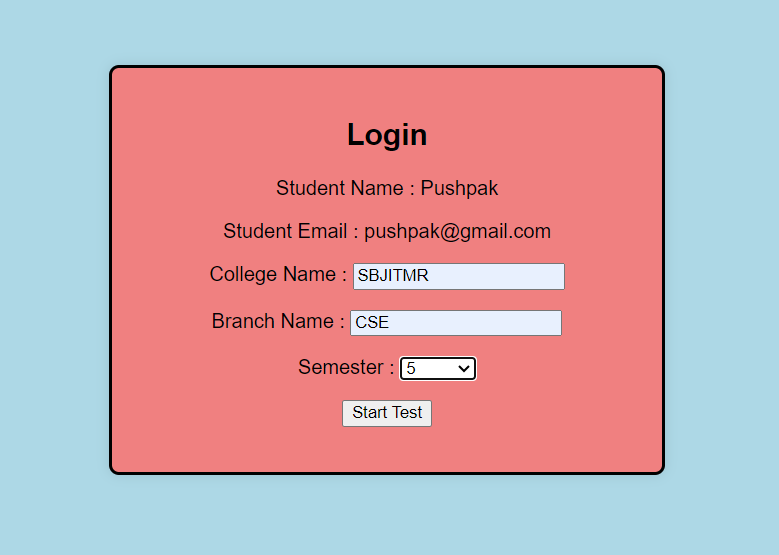 Login
Student Name : Pushpak
Student Email : pushpak@gmail.com
College Name : SBJITMR
Branch Name : CSE
Semester : 5
Start Test